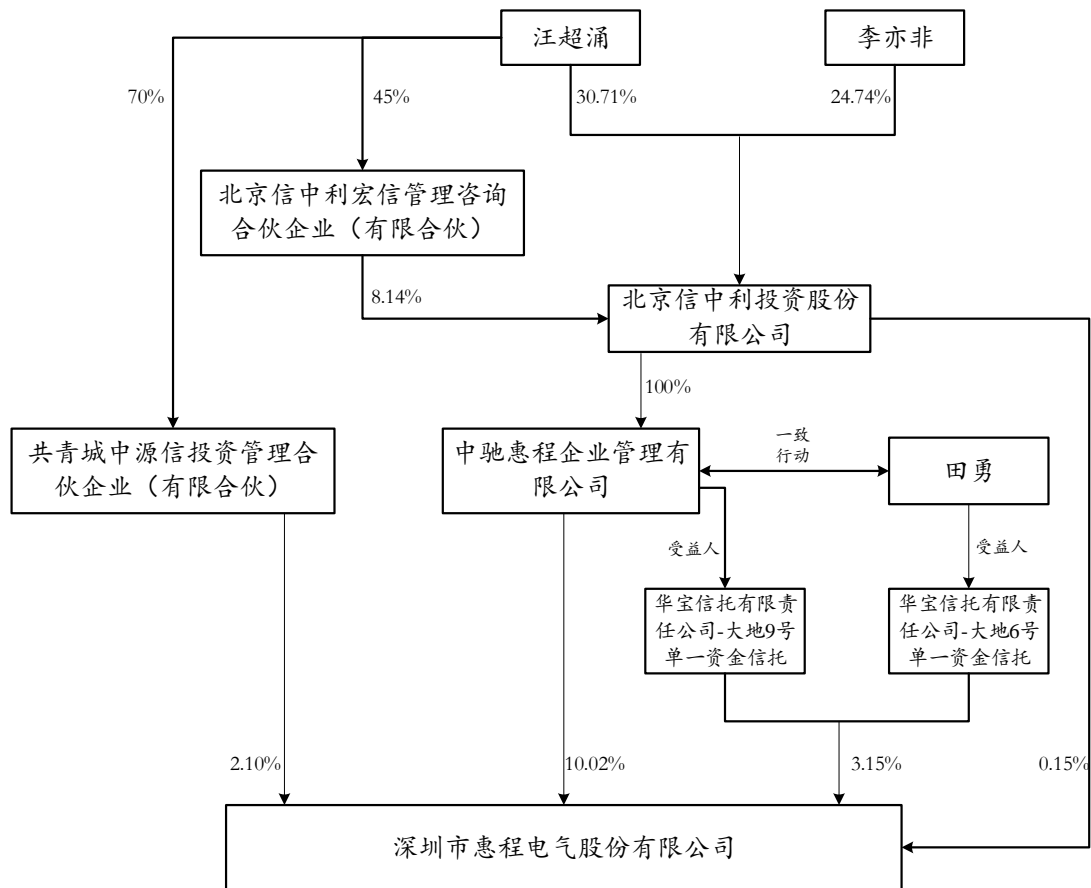 汪超涌
李亦非
70%
45%
30.71%
24.74%
北京信中利宏信管理咨询
合伙企业（有限合伙）
8.14%
北京信中利投资股份
有限公司
100%
共青城中源信投资管理合
伙企业（有限合伙）
中驰惠程企业管理有
限公司
一致
行动
田勇
受益人
受益人
华宝信托有限责
任公司-大地9号
单一资金信托
华宝信托有限责
任公司-大地6号
单一资金信托
2.10%
10.02%
3.15%
0.15%
深圳市惠程电气股份有限公司